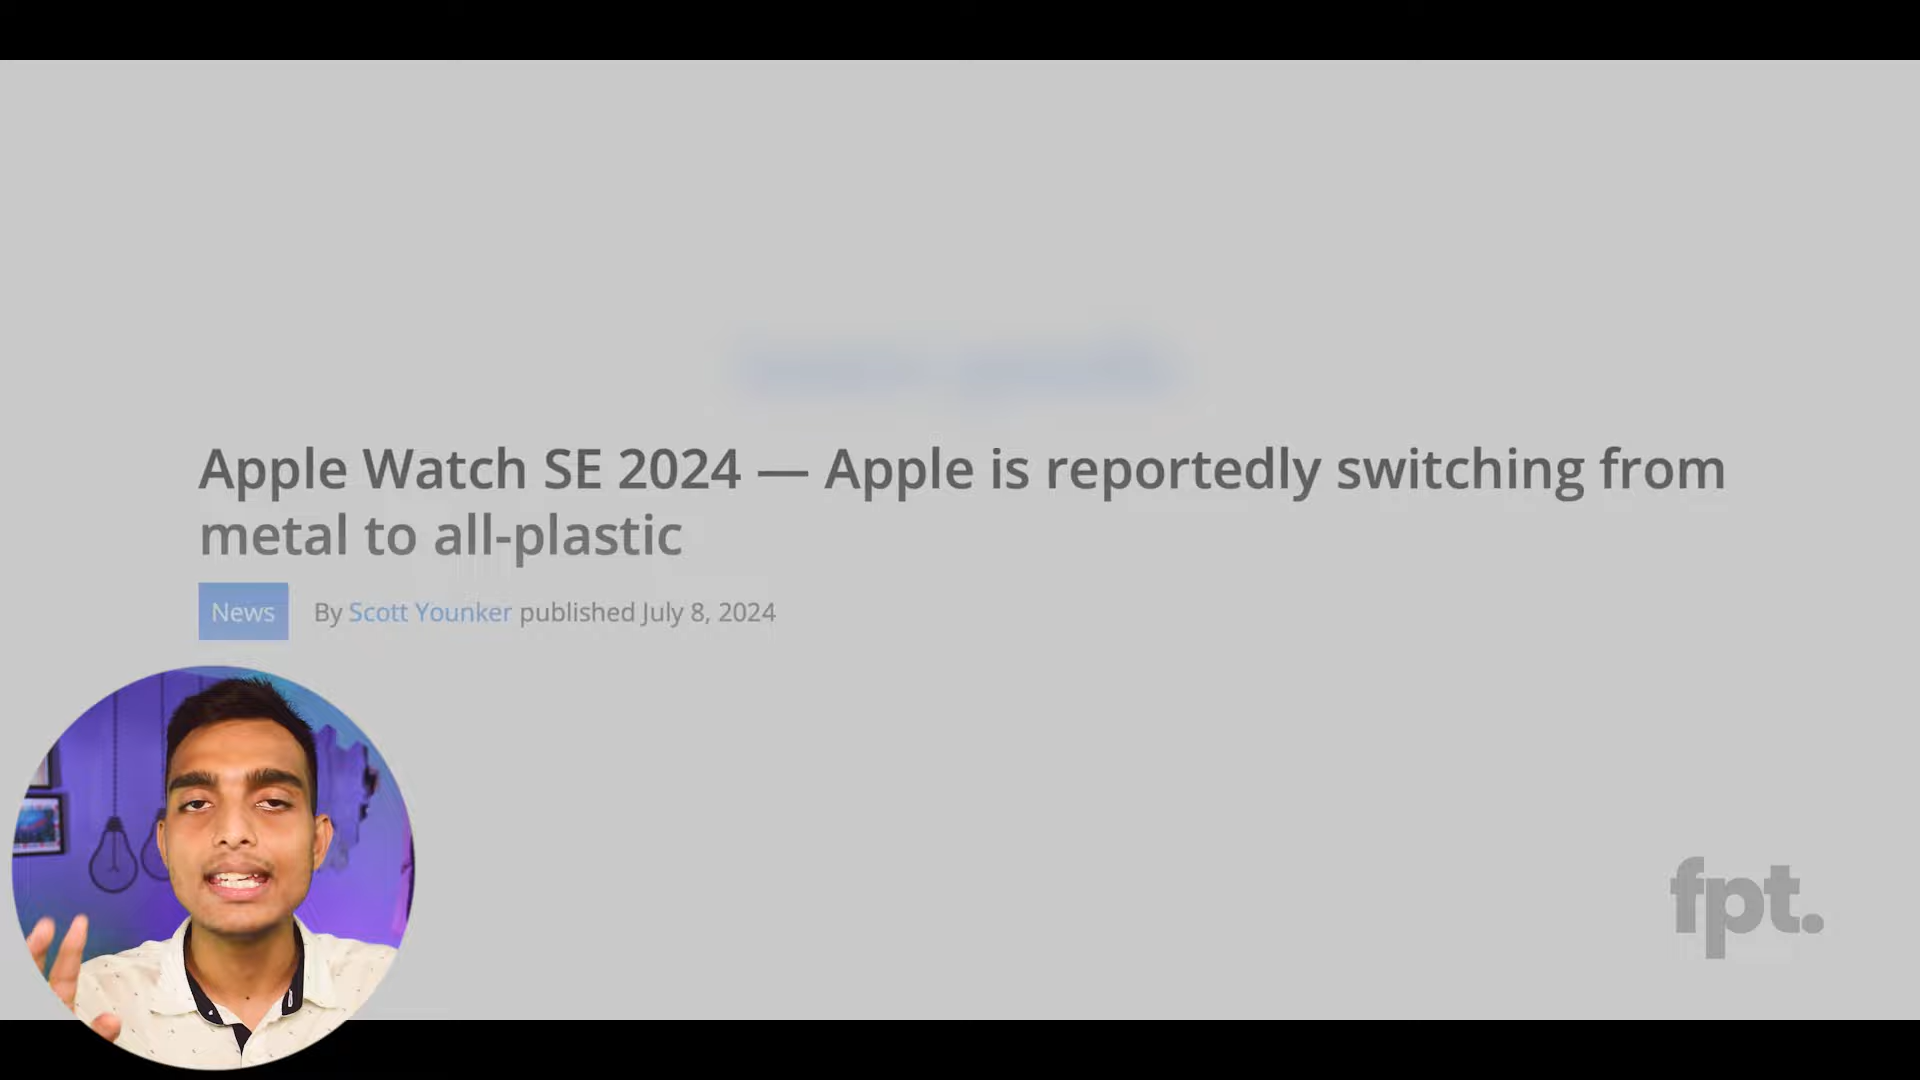 Apple Watch SE 2024 — Apple is reportedly switching from
metal to all-plastic
News By Scott Younker published July 8, 2024
fpt.